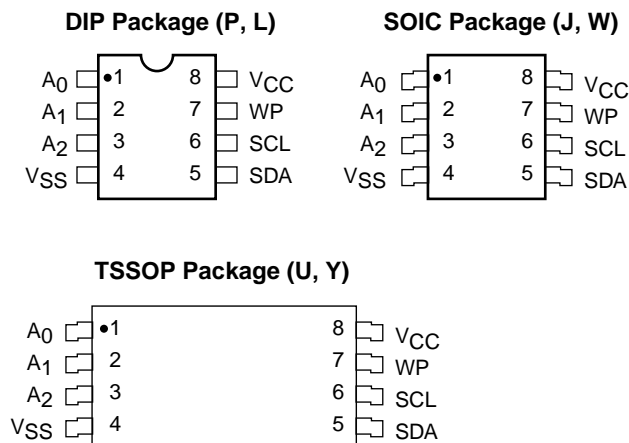 DIP Package (P, L)
A0 1 8 VCC
A1 2 7 WP
A2 3 6 SCL
VSS 4 5 SDA
SOIC Package (J, W)
A0 1 8 VCC
A1 2 7 WP
A2 3 6 SCL
VSS 4 5 SDA
TSSOP Package (U, Y)
A0 1 8 VCC
A1 2 7 WP
A2 3 6 SCL
VSS 4 5 SDA